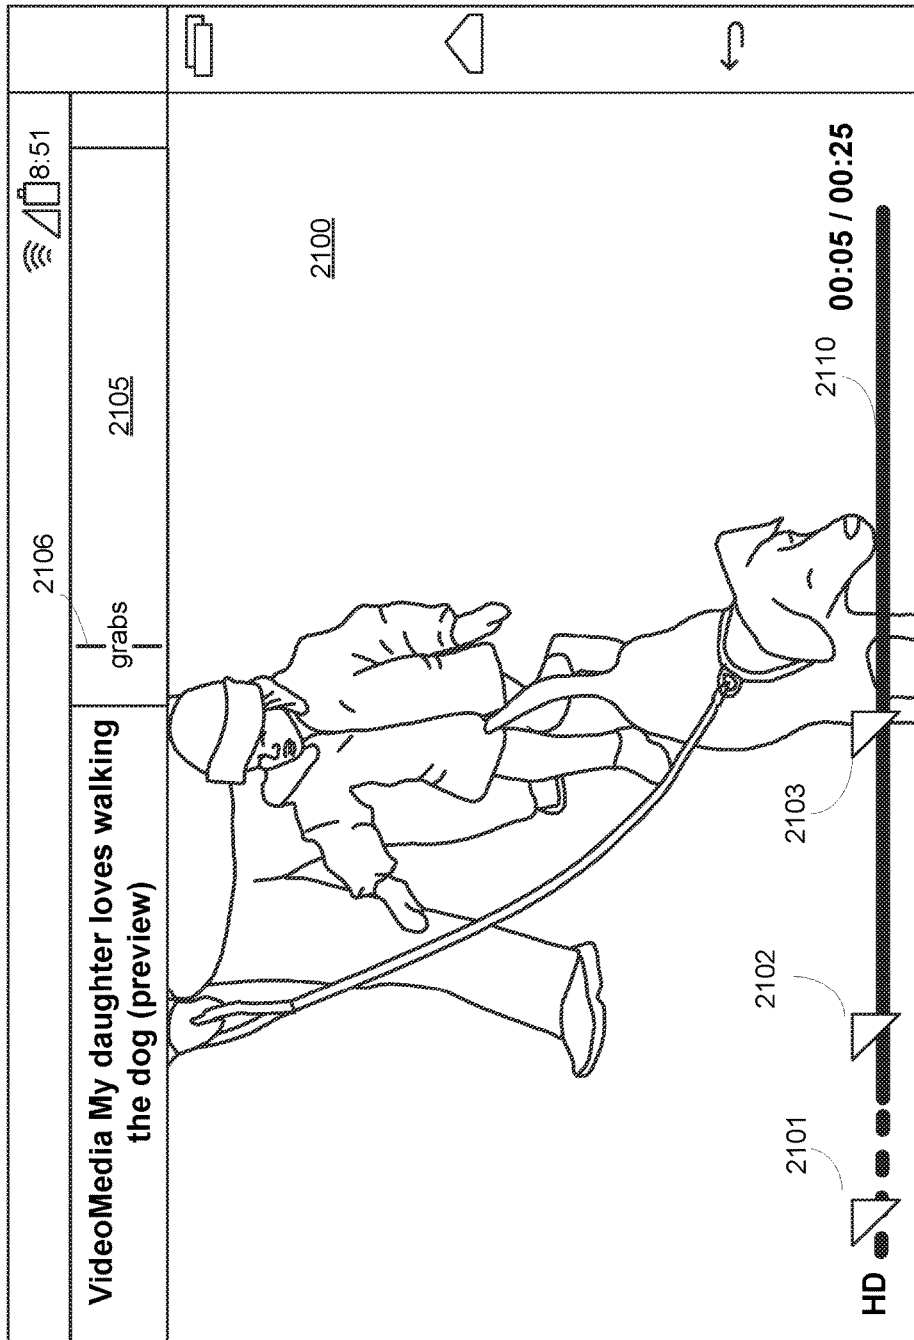 8:51
VideoMedia My daughter loves walking
the dog (preview)
grabs
2106
2105
2100
2101
2102
2103
2110
HD
00:05 / 00:25